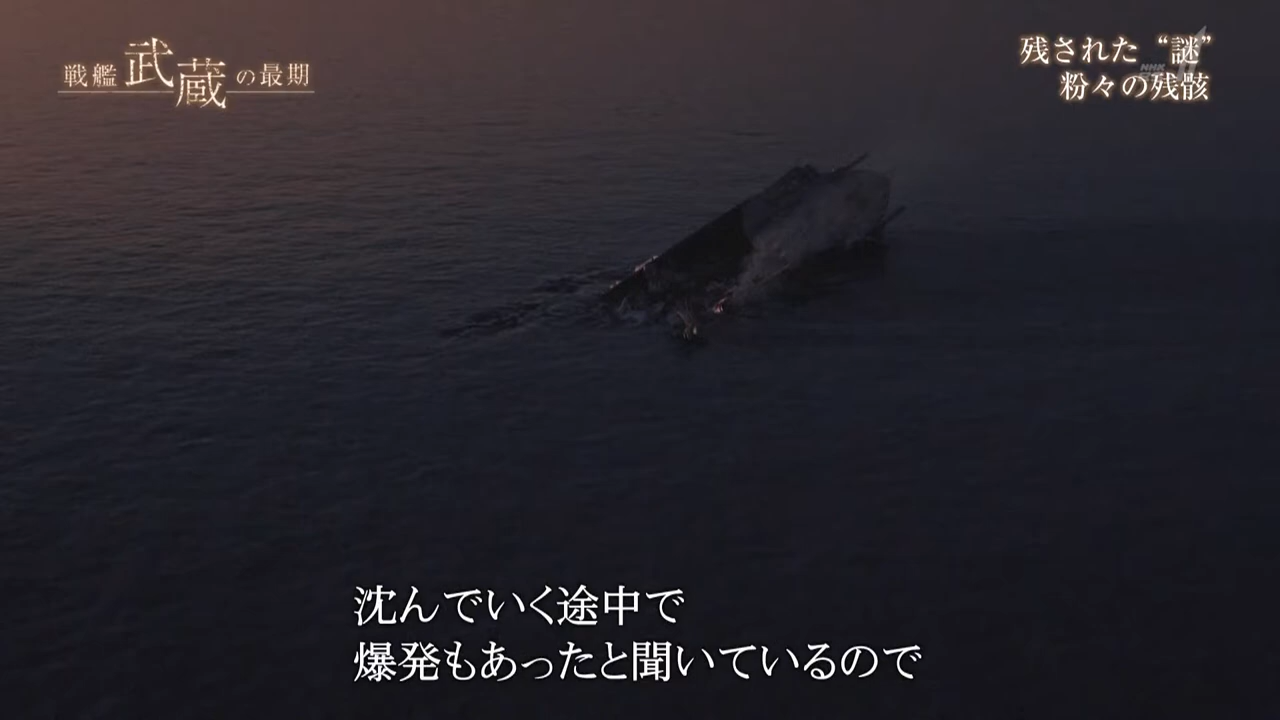 戦艦武蔵の最期
残された“謎”
粉々の残骸
NHK
沈んでいく途中で
爆発もあったと聞いているので